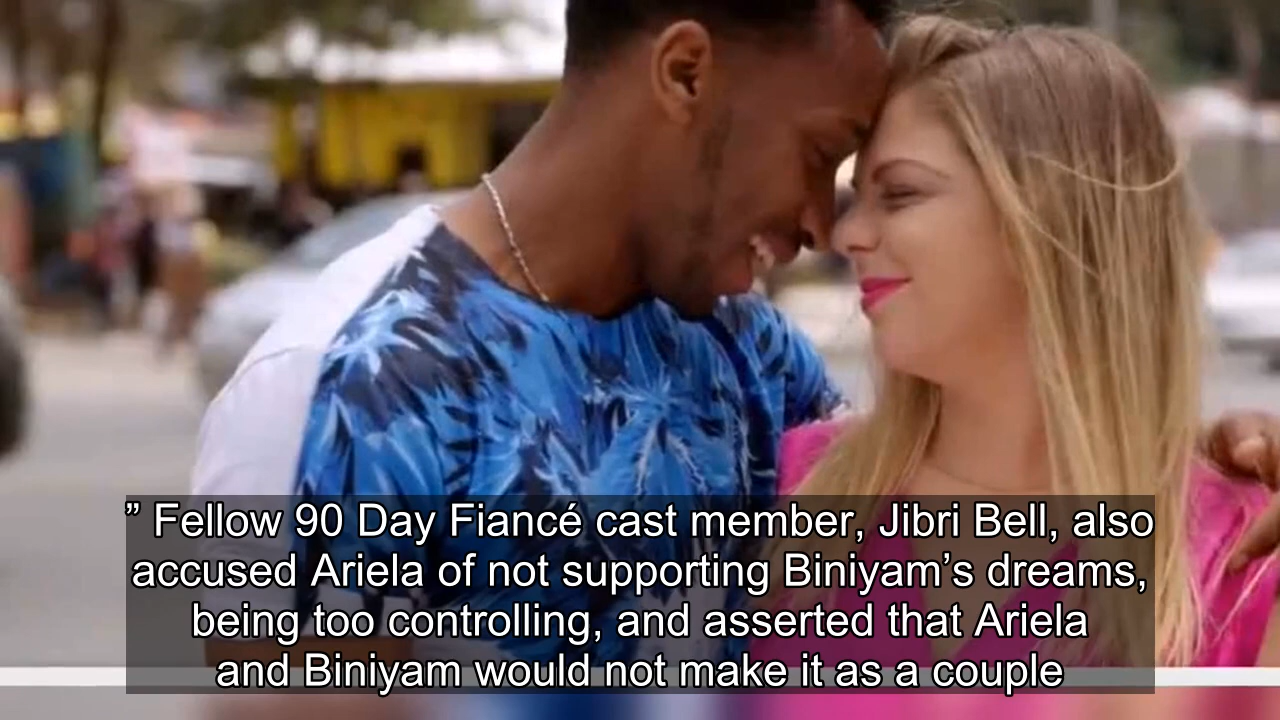 ” Fellow 90 Day Fiancé cast member, Jibri Bell, also
accused Ariela of not supporting Biniyam’s dreams,
being too controlling, and asserted that Ariela
and Biniyam would not make it as a couple